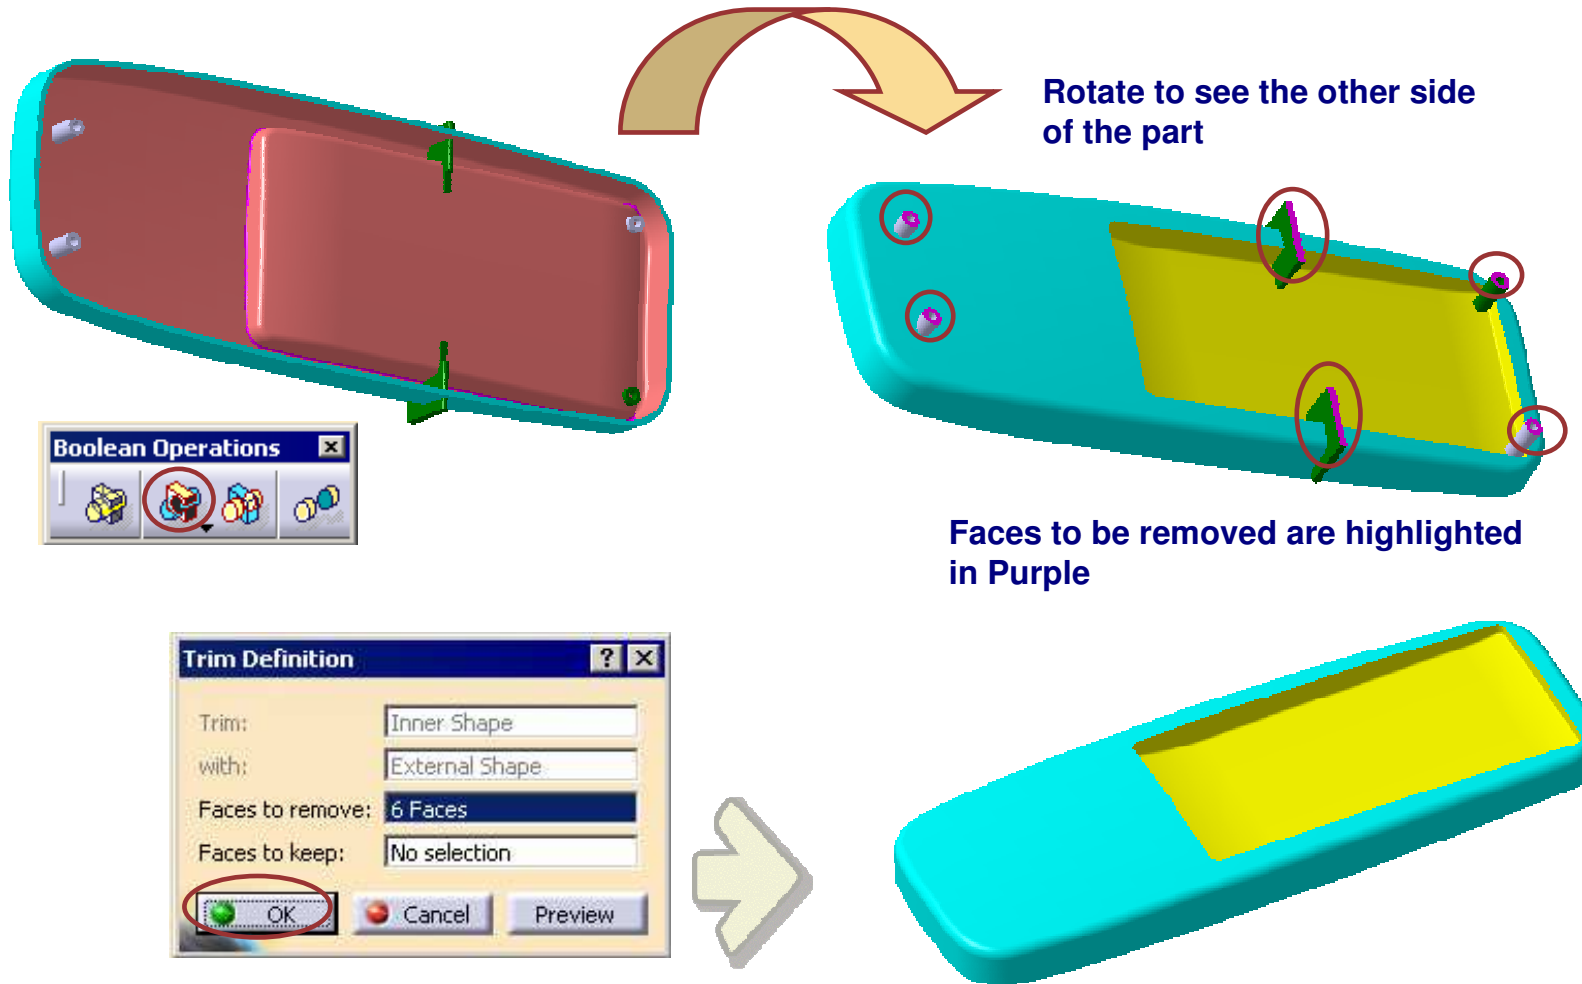 Rotate to see the other side
of the part
Boolean Operations
Faces to be removed are highlighted
in Purple
Trim Definition
Trim: Inner Shape
with: External Shape
Faces to remove: 6 Faces
Faces to keep: No selection
OK Cancel Preview